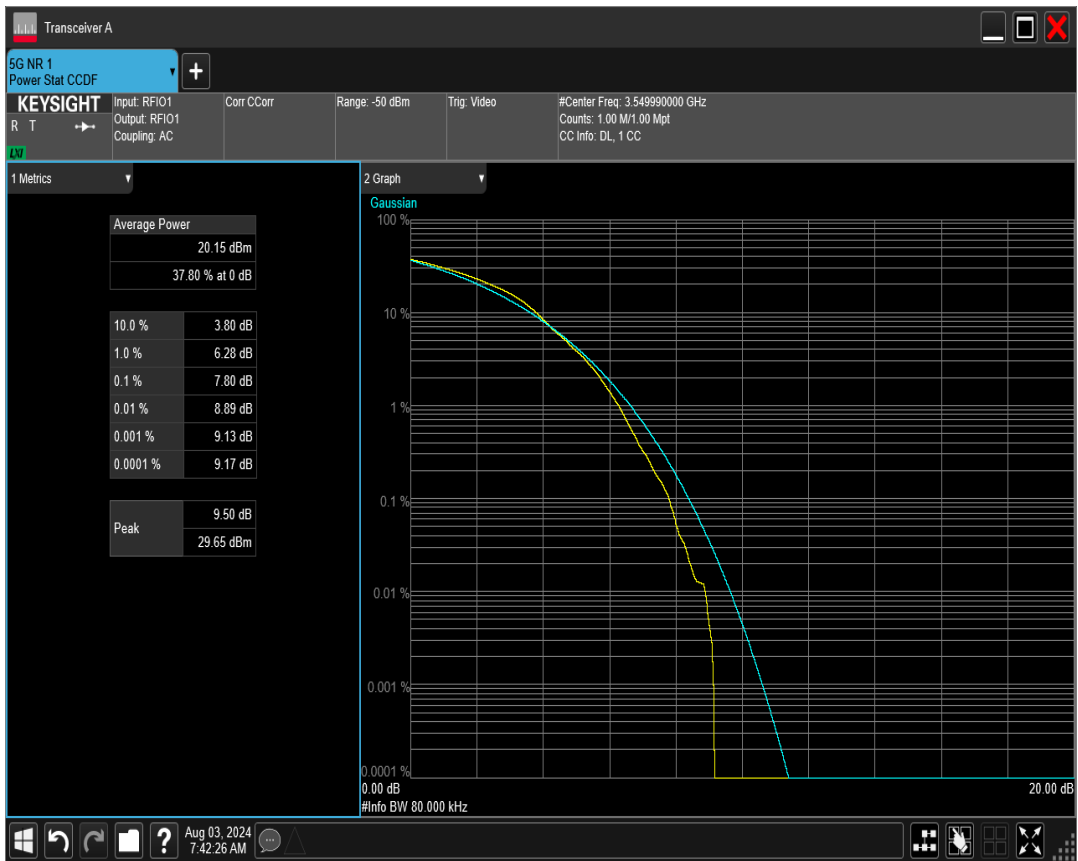 Transceiver A
5G NR 1
Power Stat CCDF
KEYSIGHT
R T
LXI
Input: RFIO1
Output: RFIO1
Coupling: AC
Corr CCorr
Range: -50 dBm
Trig: Video
#Center Freq: 3.549990000 GHz
Counts: 1.00 M/1.00 Mpt
CC Info: DL, 1 CC
1 Metrics
Average Power
20.15 dBm
37.80 % at 0 dB
10.0 % 3.80 dB
1.0 % 6.28 dB
0.1 % 7.80 dB
0.01 % 8.89 dB
0.001 % 9.13 dB
0.0001 % 9.17 dB
Peak
9.50 dB
29.65 dBm
2 Graph
Gaussian
100 %
10 %
1 %
0.1 %
0.01 %
0.001 %
0.0001 %
0.00 dB 20.00 dB
#Info BW 80.000 kHz
?
Aug 03, 2024
7:42:26 AM